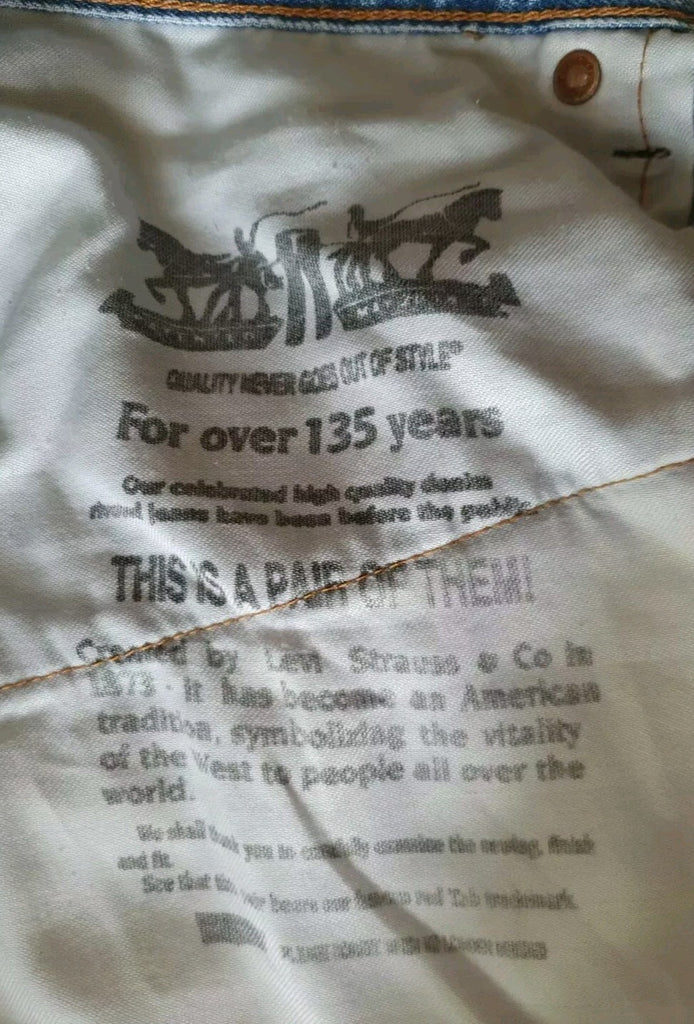 QUALITY NEVER GOES OUT OF STYLE®
For over 135 years
Our celebrated high quality denim
jeans have been before the public.
THIS IS A PAIR OF THEM!
Created by Levi Strauss & Co in
1873 - it has become an American
tradition, symbolizing the vitality
of the West to people all over the
world.
We shall thank you to carefully examine the sewing, finish
and fit.
See that this pair bears our famous red Tab trademark.